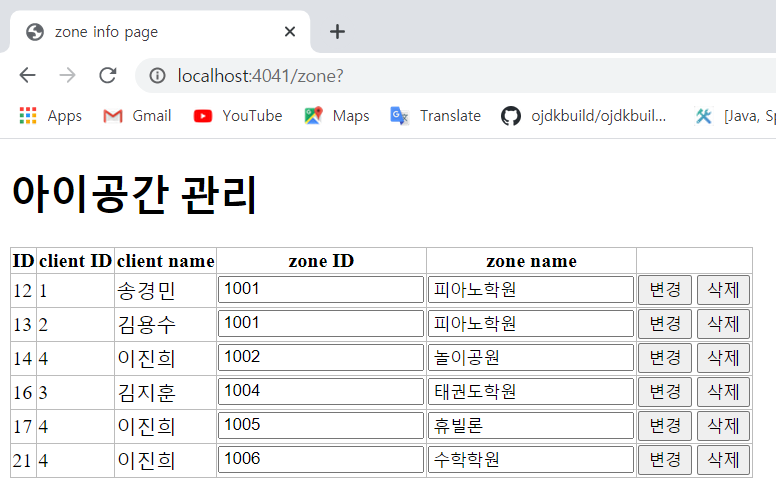 zone info page
localhost:4041/zone?
Apps Gmail YouTube Maps Translate ojdkbuild/ojdkbuil... [Java, Sp
아이공간 관리
ID client ID client name zone ID zone name
12 1 송경민 1001 피아노학원 변경 삭제
13 2 김용수 1001 피아노학원 변경 삭제
14 4 이진희 1002 놀이공원 변경 삭제
16 3 김지훈 1004 태권도학원 변경 삭제
17 4 이진희 1005 휴빌론 변경 삭제
21 4 이진희 1006 수학학원 변경 삭제